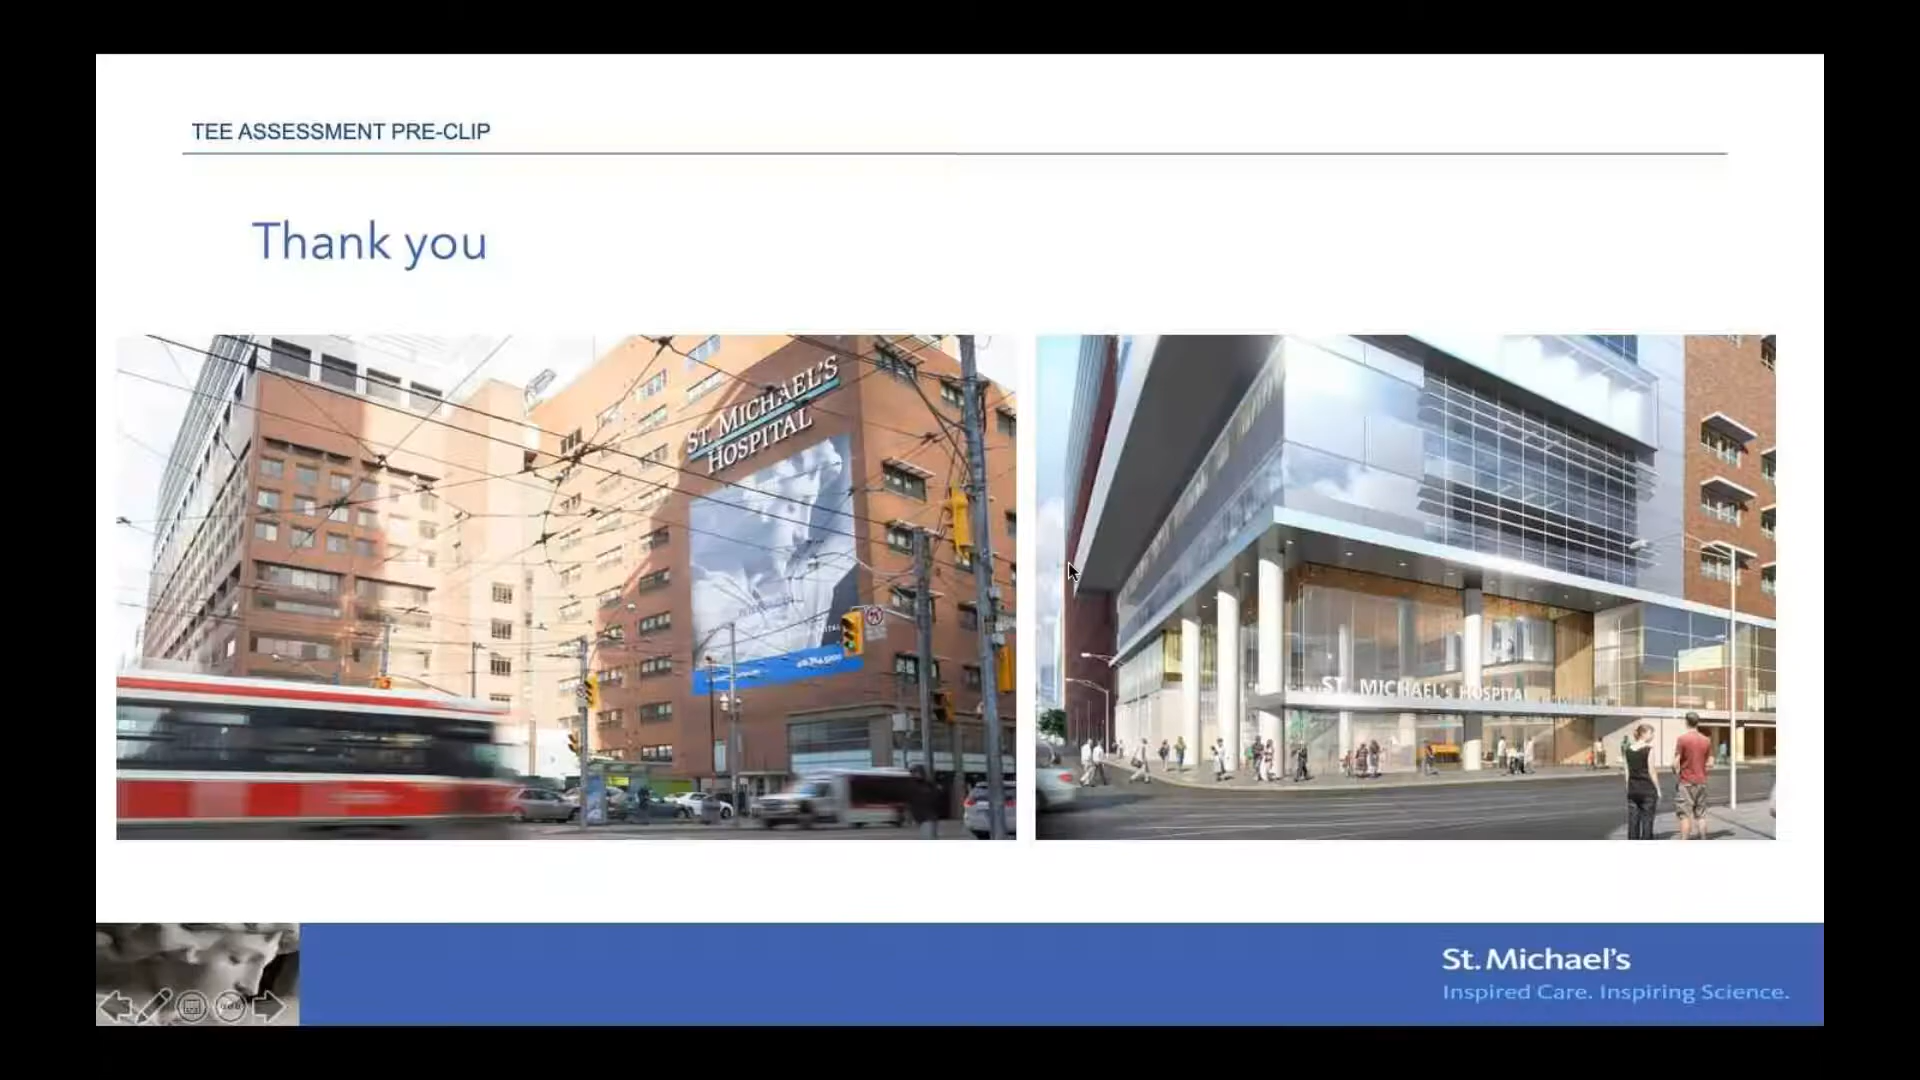 TEE ASSESSMENT PRE-CLIP
Thank you
ST. MICHAEL'S
HOSPITAL
ST. MICHAEL'S HOSPITAL
St. Michael's
Inspired Care. Inspiring Science.